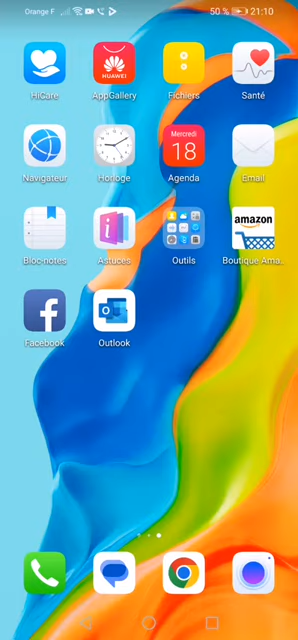 Orange F 50 % 21:10
HiCare AppGallery Fichiers Santé
HUAWEI
Mercredi
18
Navigateur Horloge Agenda Email
amazon
Bloc-notes Astuces Outils Boutique Ama..
Facebook Outlook